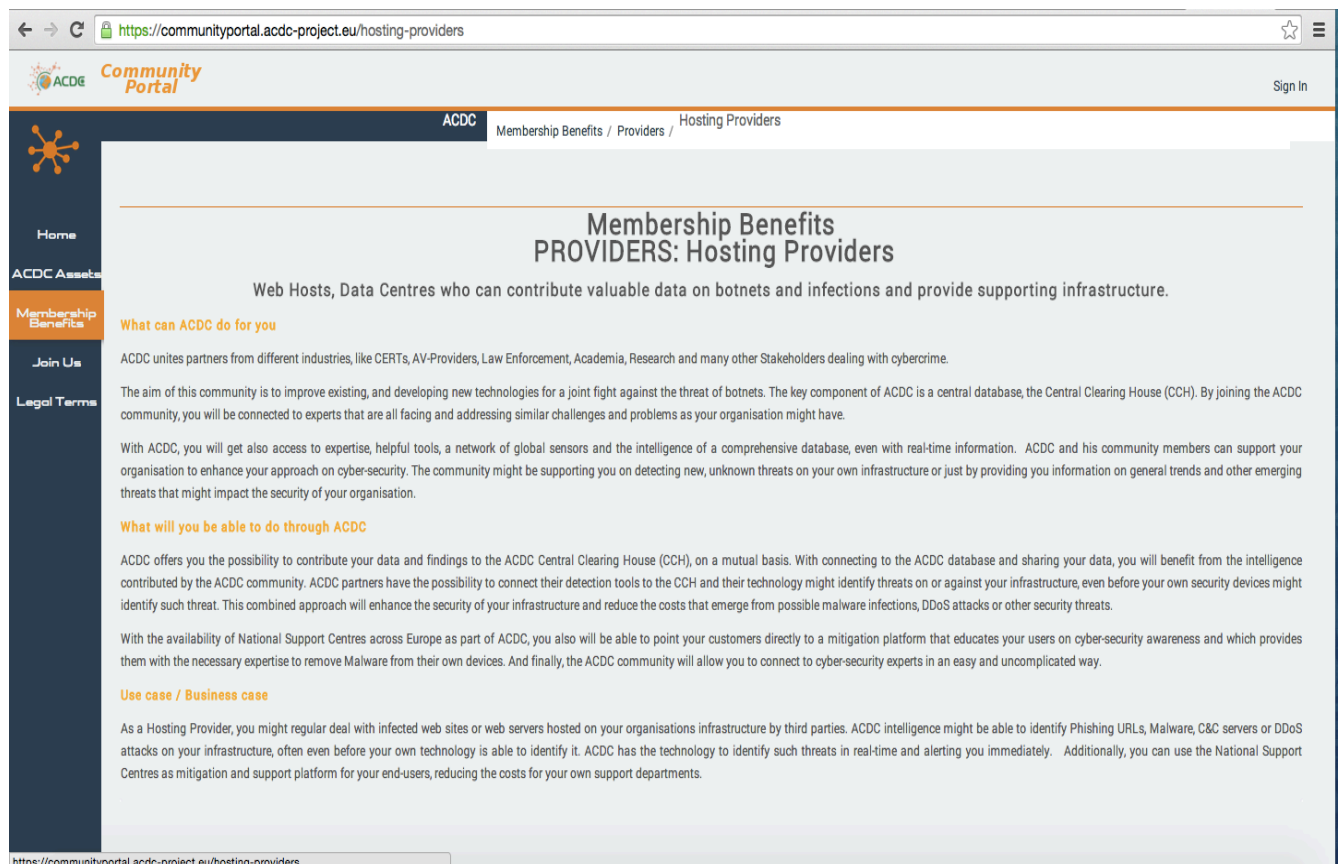 https://communityportal.acdc-project.eu/hosting-providers
ACDC
Community
Portal
Sign In
ACDC
Membership Benefits / Providers / Hosting Providers
Home
ACDC Assets
Membership
Benefits
Join Us
Legal Terms
Membership Benefits
PROVIDERS: Hosting Providers
Web Hosts, Data Centres who can contribute valuable data on botnets and infections and provide supporting infrastructure.
What can ACDC do for you
ACDC unites partners from different industries, like CERTs, AV-Providers, Law Enforcement, Academia, Research and many other Stakeholders dealing with cybercrime.
The aim of this community is to improve existing, and developing new technologies for a joint fight against the threat of botnets. The key component of ACDC is a central database, the Central Clearing House (CCH). By joining the ACDC
community, you will be connected to experts that are all facing and addressing similar challenges and problems as your organisation might have.
With ACDC, you will get also access to expertise, helpful tools, a network of global sensors and the intelligence of a comprehensive database, even with real-time information. ACDC and his community members can support your
organisation to enhance your approach on cyber-security. The community might be supporting you on detecting new, unknown threats on your own infrastructure or just by providing you information on general trends and other emerging
threats that might impact the security of your organisation.
What will you be able to do through ACDC
ACDC offers you the possibility to contribute your data and findings to the ACDC Central Clearing House (CCH), on a mutual basis. With connecting to the ACDC database and sharing your data, you will benefit from the intelligence
contributed by the ACDC community. ACDC partners have the possibility to connect their detection tools to the CCH and their technology might identify threats on or against your infrastructure, even before your own security devices might
identify such threat. This combined approach will enhance the security of your infrastructure and reduce the costs that emerge from possible malware infections, DDoS attacks or other security threats.
With the availability of National Support Centres across Europe as part of ACDC, you also will be able to point your customers directly to a mitigation platform that educates your users on cyber-security awareness and which provides
them with the necessary expertise to remove Malware from their own devices. And finally, the ACDC community will allow you to connect to cyber-security experts in an easy and uncomplicated way.
Use case / Business case
As a Hosting Provider, you might regular deal with infected web sites or web servers hosted on your organisations infrastructure by third parties. ACDC intelligence might be able to identify Phishing URLs, Malware, C&C servers or DDoS
attacks on your infrastructure, often even before your own technology is able to identify it. ACDC has the technology to identify such threats in real-time and alerting you immediately. Additionally, you can use the National Support
Centres as mitigation and support platform for your end-users, reducing the costs for your own support departments.
https://communityportal.acdc-project.eu/hosting-providers